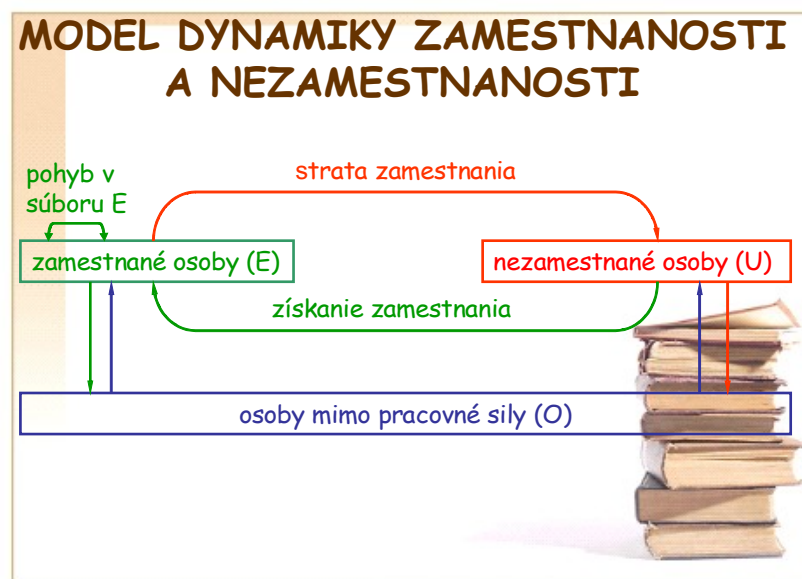 MODEL DYNAMIKY ZAMESTNANOSTI
A NEZAMESTNANOSTI
pohyb v
súboru E
strata zamestnania
zamestnané osoby (E)
nezamestnané osoby (U)
získanie zamestnania
osoby mimo pracovné sily (O)